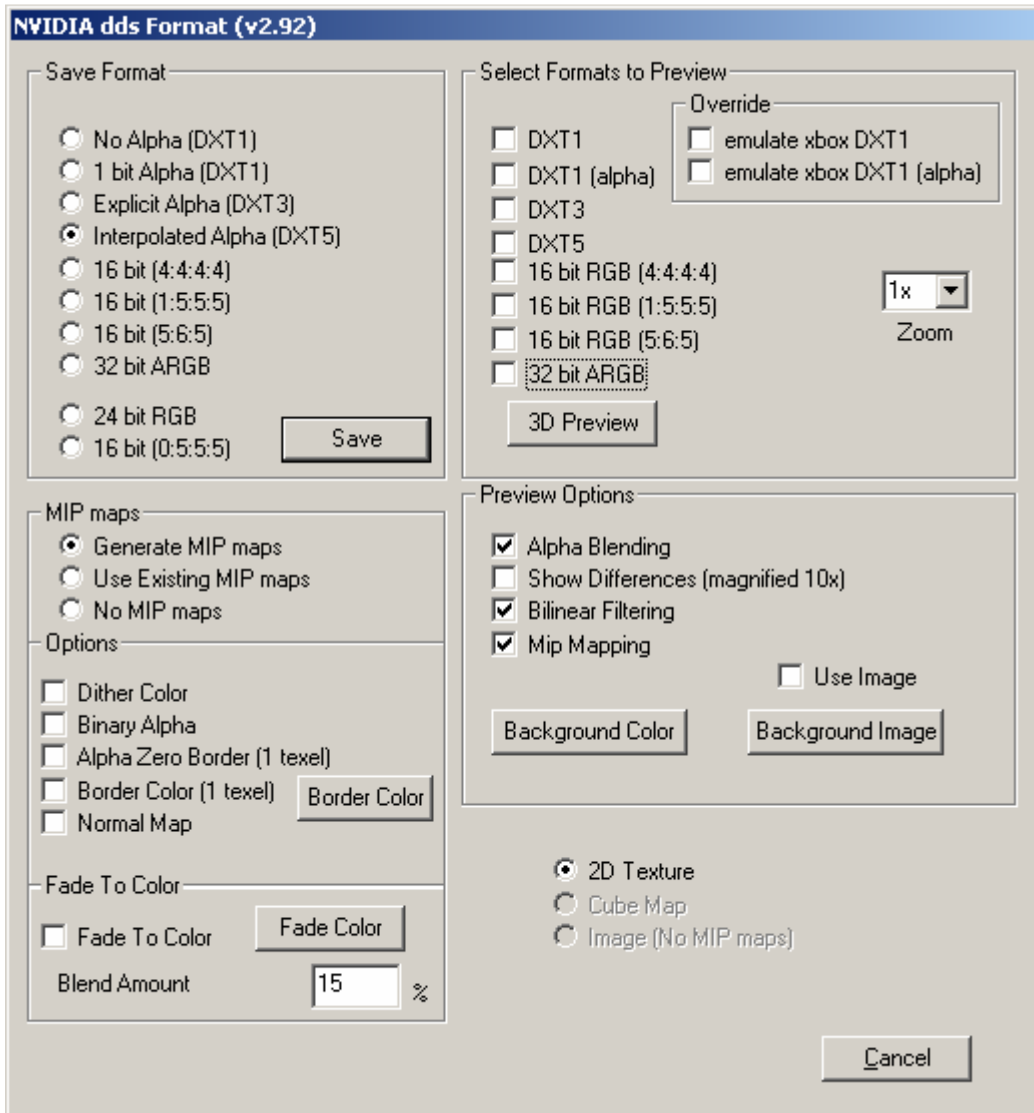 NVIDIA dds Format (v2.92)
Save Format
No Alpha (DXT1)
1 bit Alpha (DXT1)
Explicit Alpha (DXT3)
Interpolated Alpha (DXT5)
16 bit (4:4:4:4)
16 bit (1:5:5:5)
16 bit (5:6:5)
32 bit ARGB
24 bit RGB
16 bit (0:5:5:5)
Save
Select Formats to Preview
Override
emulate xbox DXT1
emulate xbox DXT1 (alpha)
DXT1
DXT1 (alpha)
DXT3
DXT5
16 bit RGB (4:4:4:4)
16 bit RGB (1:5:5:5)
16 bit RGB (5:6:5)
32 bit ARGB
1x
Zoom
3D Preview
MIP maps
Generate MIP maps
Use Existing MIP maps
No MIP maps
Options
Dither Color
Binary Alpha
Alpha Zero Border (1 texel)
Border Color (1 texel)
Border Color
Normal Map
Fade To Color
Fade To Color
Fade Color
Blend Amount
15
%
Preview Options
Alpha Blending
Show Differences (magnified 10x)
Bilinear Filtering
Mip Mapping
Use Image
Background Color
Background Image
2D Texture
Cube Map
Image (No MIP maps)
Cancel